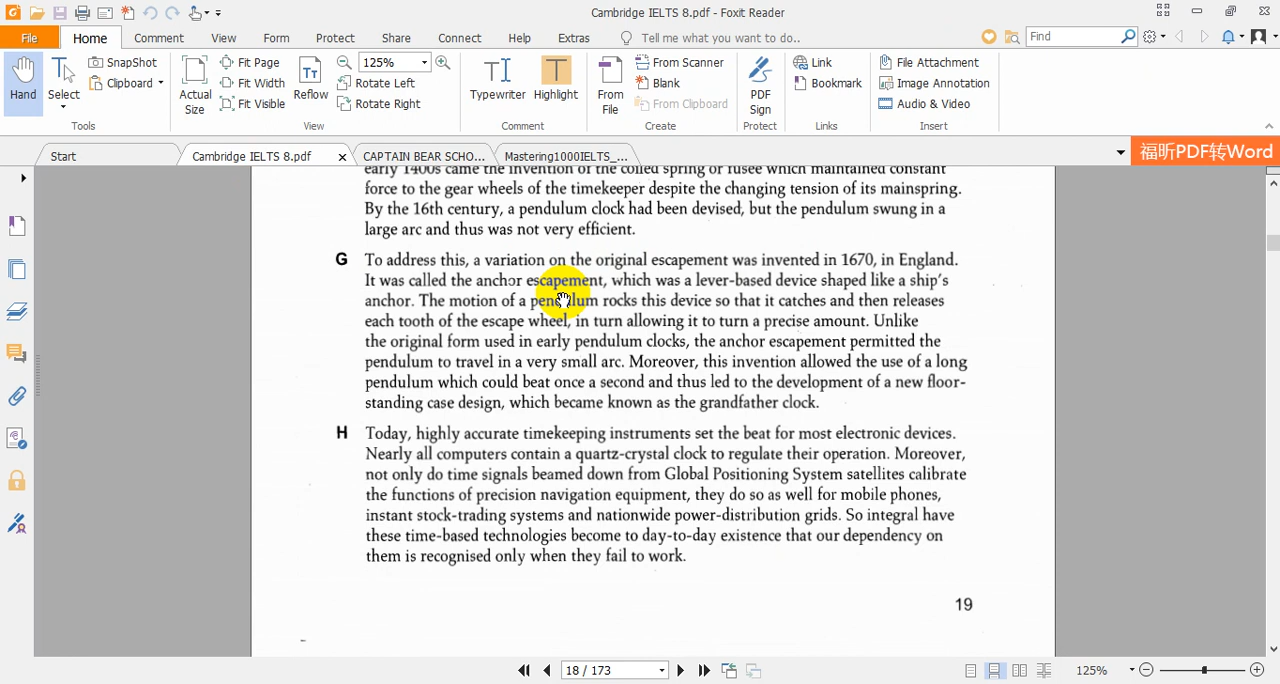 Cambridge IELTS 8.pdf - Foxit Reader
File Home Comment View Form Protect Share Connect Help Extras Tell me what you want to do.. Find
Hand Select SnapShot Clipboard Actual Size Fit Page Fit Width Fit Visible Reflow 125% Rotate Left Rotate Right Typewriter Highlight From File From Scanner Blank From Clipboard PDF Sign Link Bookmark File Attachment Image Annotation Audio & Video
Tools View Comment Create Protect Links Insert
Start Cambridge IELTS 8.pdf CAPTAIN BEAR SCHO... Mastering1000IELTS_... 福昕PDF转Word
early 1400s came the invention of the coiled spring or fusee which maintained constant
force to the gear wheels of the timekeeper despite the changing tension of its mainspring.
By the 16th century, a pendulum clock had been devised, but the pendulum swung in a
large arc and thus was not very efficient.
G To address this, a variation on the original escapement was invented in 1670, in England.
It was called the anchor escapement, which was a lever-based device shaped like a ship's
anchor. The motion of a pendulum rocks this device so that it catches and then releases
each tooth of the escape wheel, in turn allowing it to turn a precise amount. Unlike
the original form used in early pendulum clocks, the anchor escapement permitted the
pendulum to travel in a very small arc. Moreover, this invention allowed the use of a long
pendulum which could beat once a second and thus led to the development of a new floor-
standing case design, which became known as the grandfather clock.
H Today, highly accurate timekeeping instruments set the beat for most electronic devices.
Nearly all computers contain a quartz-crystal clock to regulate their operation. Moreover,
not only do time signals beamed down from Global Positioning System satellites calibrate
the functions of precision navigation equipment, they do so as well for mobile phones,
instant stock-trading systems and nationwide power-distribution grids. So integral have
these time-based technologies become to day-to-day existence that our dependency on
them is recognised only when they fail to work.
19
18 / 173 125%